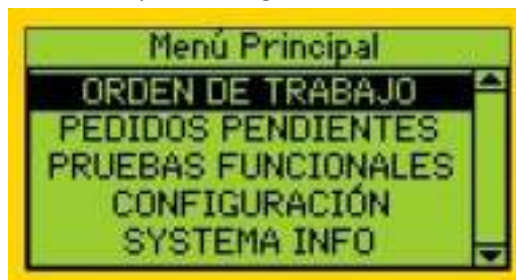 Menú Principal
ORDEN DE TRABAJO
PEDIDOS PENDIENTES
PRUEBAS FUNCIONALES
CONFIGURACIÓN
SYSTEMA INFO